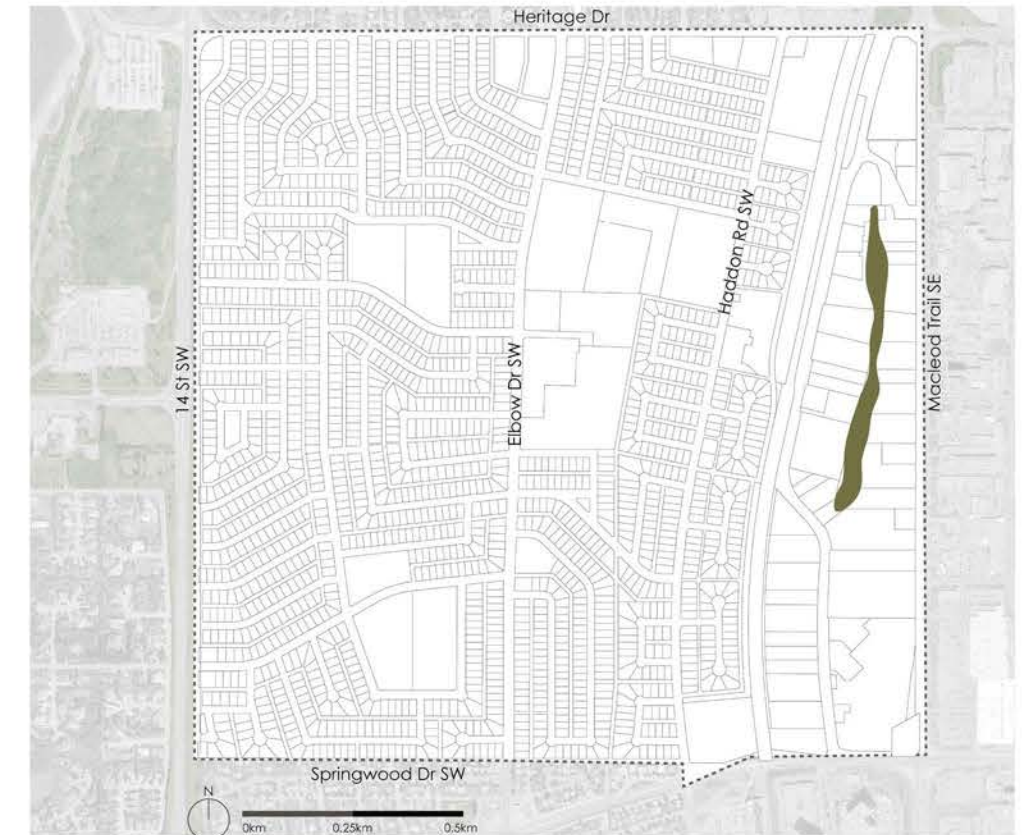 Heritage Dr
Haddon Rd SW
Macleod Trail SE
14 St SW
Elbow Dr SW
Springwood Dr SW
N
0km 0.25km 0.5km